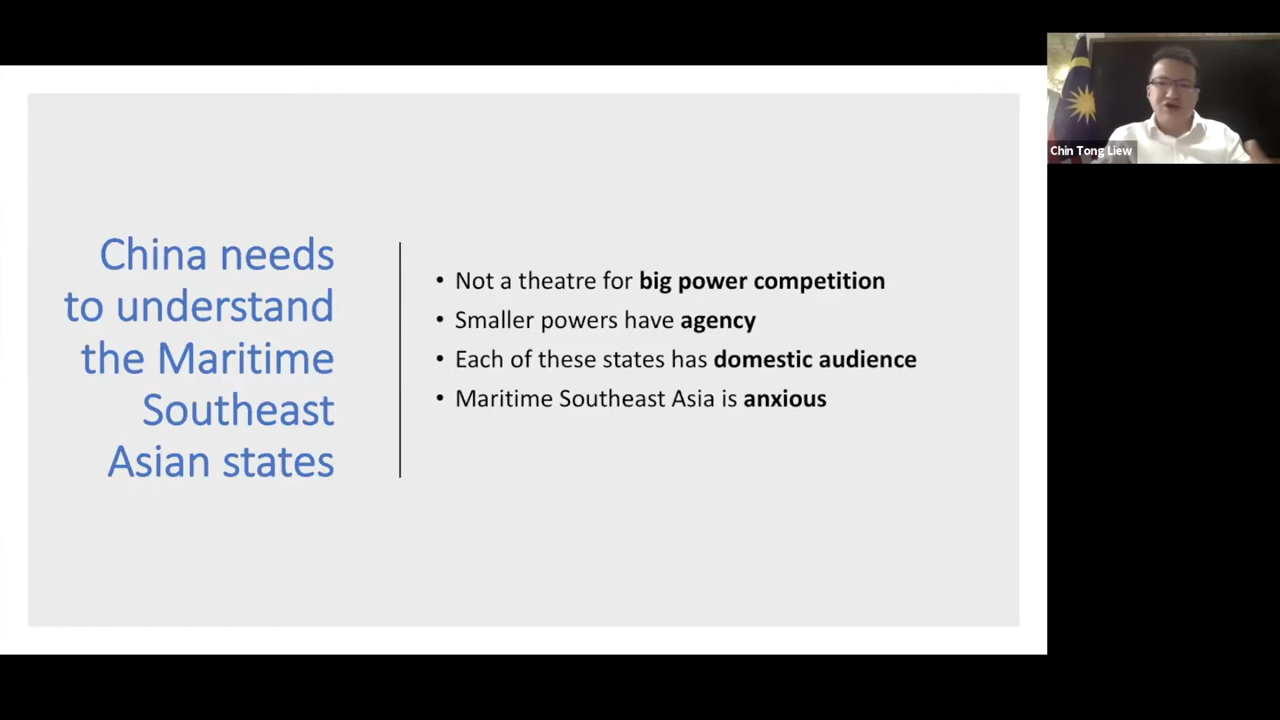 China needs
to understand
the Maritime
Southeast
Asian states
• Not a theatre for big power competition
• Smaller powers have agency
• Each of these states has domestic audience
• Maritime Southeast Asia is anxious
Chin Tong Liew